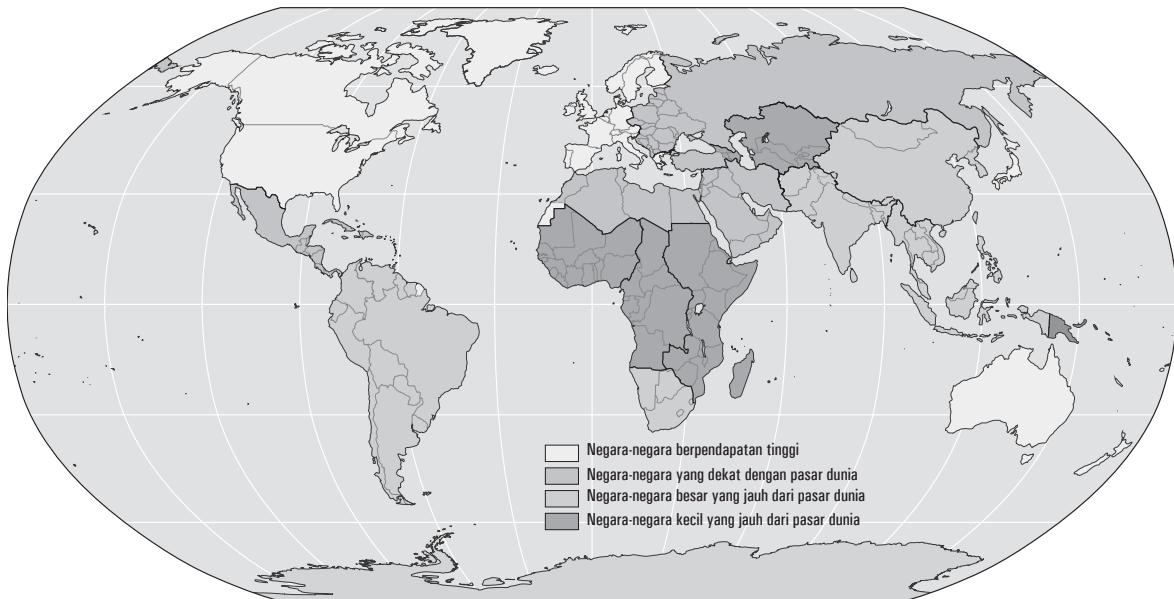 Negara-negara berpendapatan tinggi
Negara-negara yang dekat dengan pasar dunia
Negara-negara besar yang jauh dari pasar dunia
Negara-negara kecil yang jauh dari pasar dunia